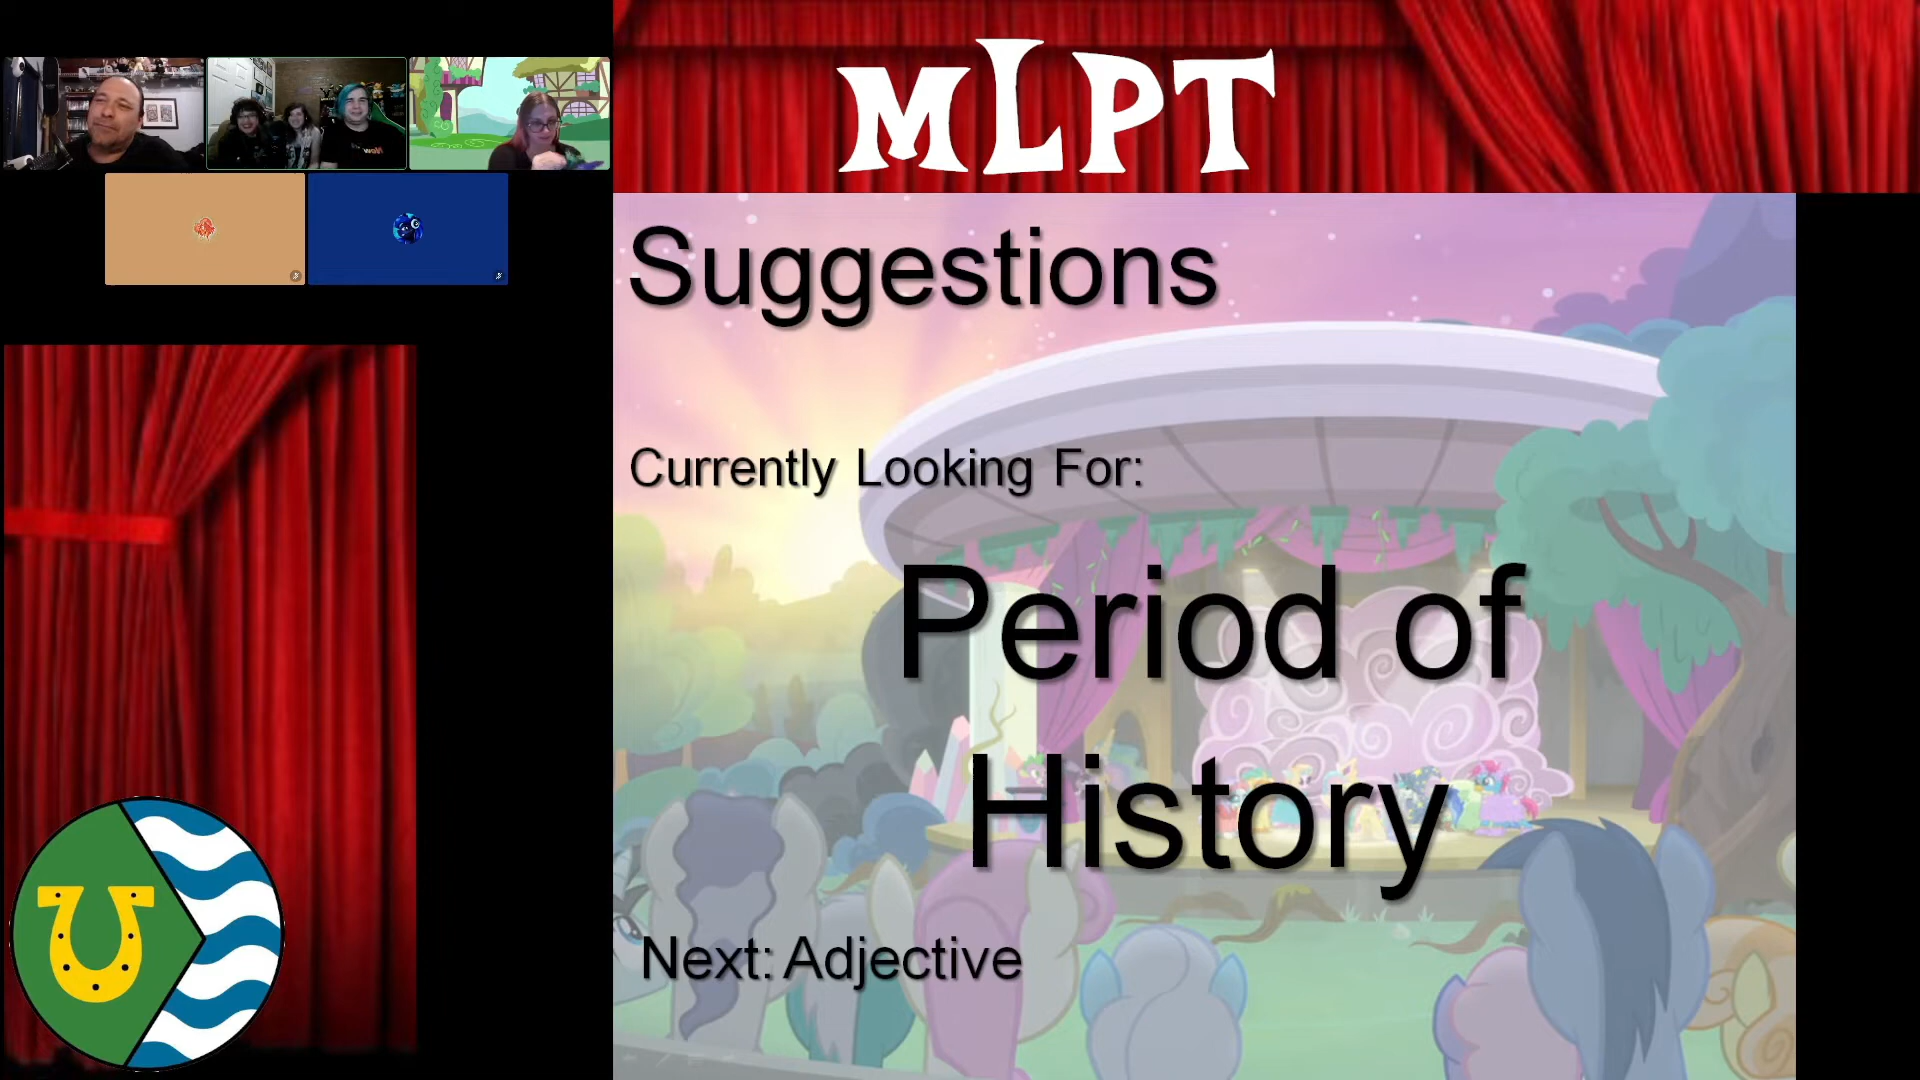 MLPT
Suggestions
Currently Looking For:
Period of
History
Next: Adjective